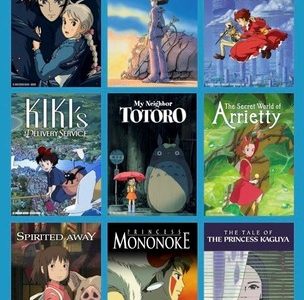 KIKI's
DELIVERY SERVICE
My Neighbor
TOTORO
The Secret World of
Arrietty
SPIRITED AWAY
PRINCESS
MONONOKE
THE TALE OF
THE PRINCESS KAGUYA